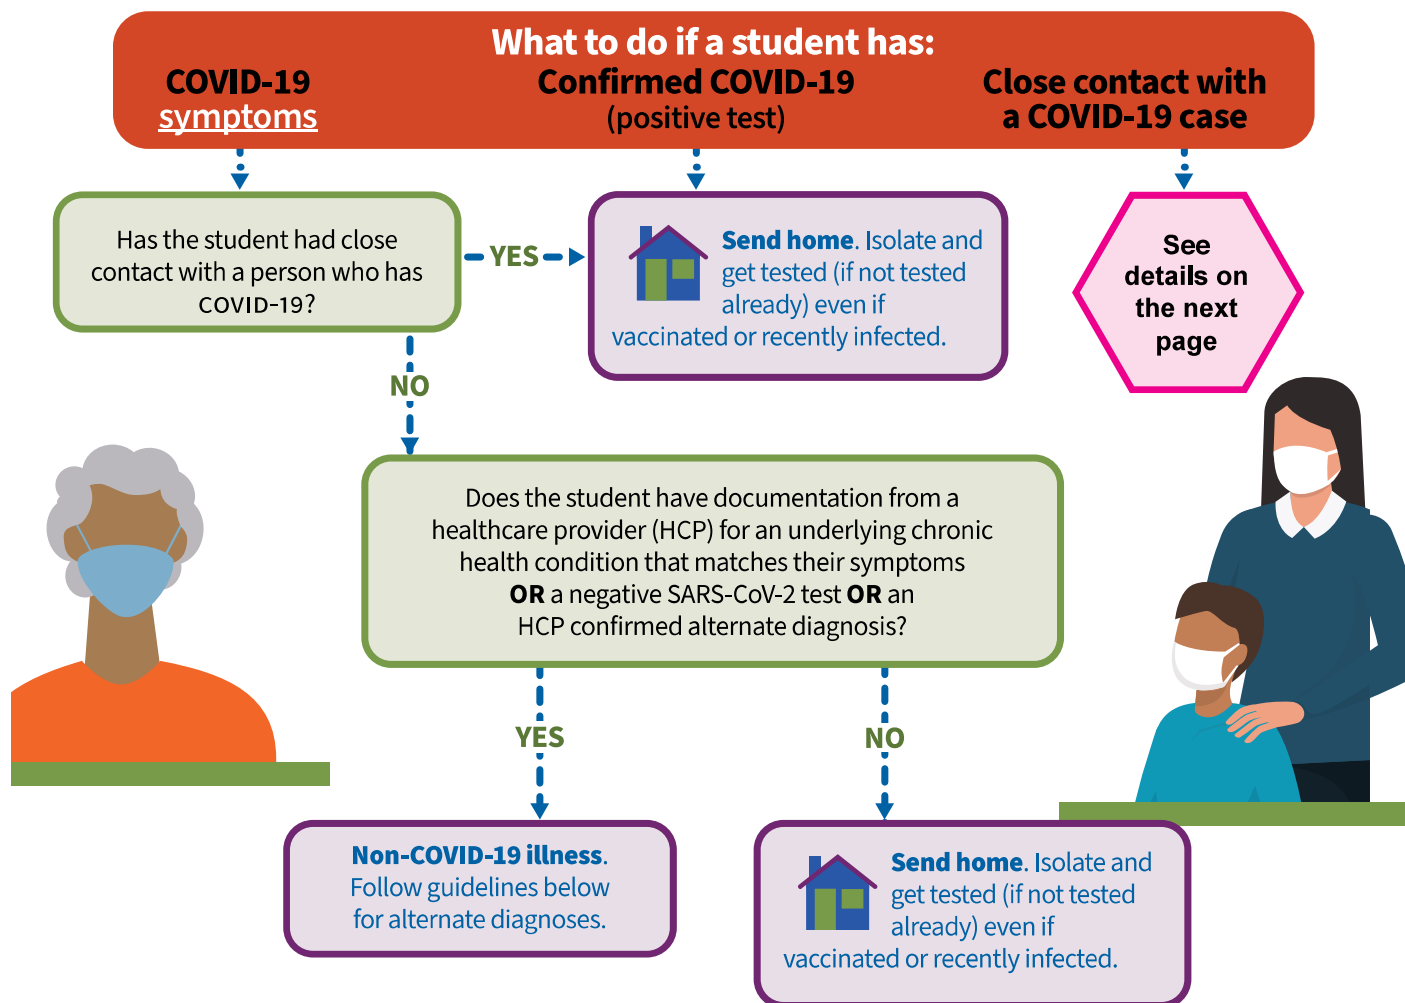 What to do if a student has:
COVID-19
symptoms
Confirmed COVID-19
(positive test)
Close contact with
a COVID-19 case
Has the student had close
contact with a person who has
COVID-19?
YES
Send home. Isolate and
get tested (if not tested
already) even if
vaccinated or recently infected.
See
details on
the next
page
NO
Does the student have documentation from a
healthcare provider (HCP) for an underlying chronic
health condition that matches their symptoms
OR a negative SARS-CoV-2 test OR an
HCP confirmed alternate diagnosis?
YES
NO
Non-COVID-19 illness.
Follow guidelines below
for alternate diagnoses.
Send home. Isolate and
get tested (if not tested
already) even if
vaccinated or recently infected.